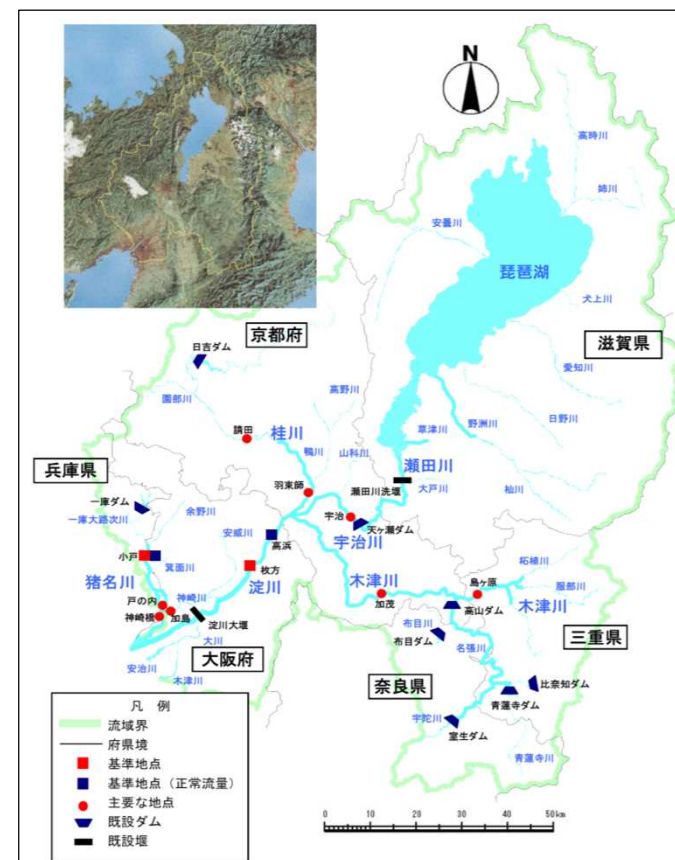 N
高時川
姉川
安曇川
琵琶湖
犬上川
京都府
滋賀県
日吉ダム
愛知川
高野川
園部川
日野川
草津川
野洲川
請田
桂川
鴨川
山科川
瀬田川
兵庫県
羽束師
瀬田川洗堰
大戸川
杣川
一庫ダム
余野川
宇治
一庫大路次川
安威川
天ヶ瀬ダム
高浜
宇治川
小戸
箕面川
枚方
柘植川
木津川
島ヶ原
猪名川
淀川
服部川
神崎川
戸の内
加茂
木津川
高山ダム
神崎橋
加島
淀川大堰
布目川
三重県
大川
布目ダム
名張川
大阪府
安治川
奈良県
比奈知ダム
木津川
青蓮寺ダム
宇陀川
室生ダム
青蓮寺川
凡 例
流域界
府県境
基準地点
基準地点（正常流量）
主要な地点
既設ダム
既設堰
0 10 20 30 40 50km